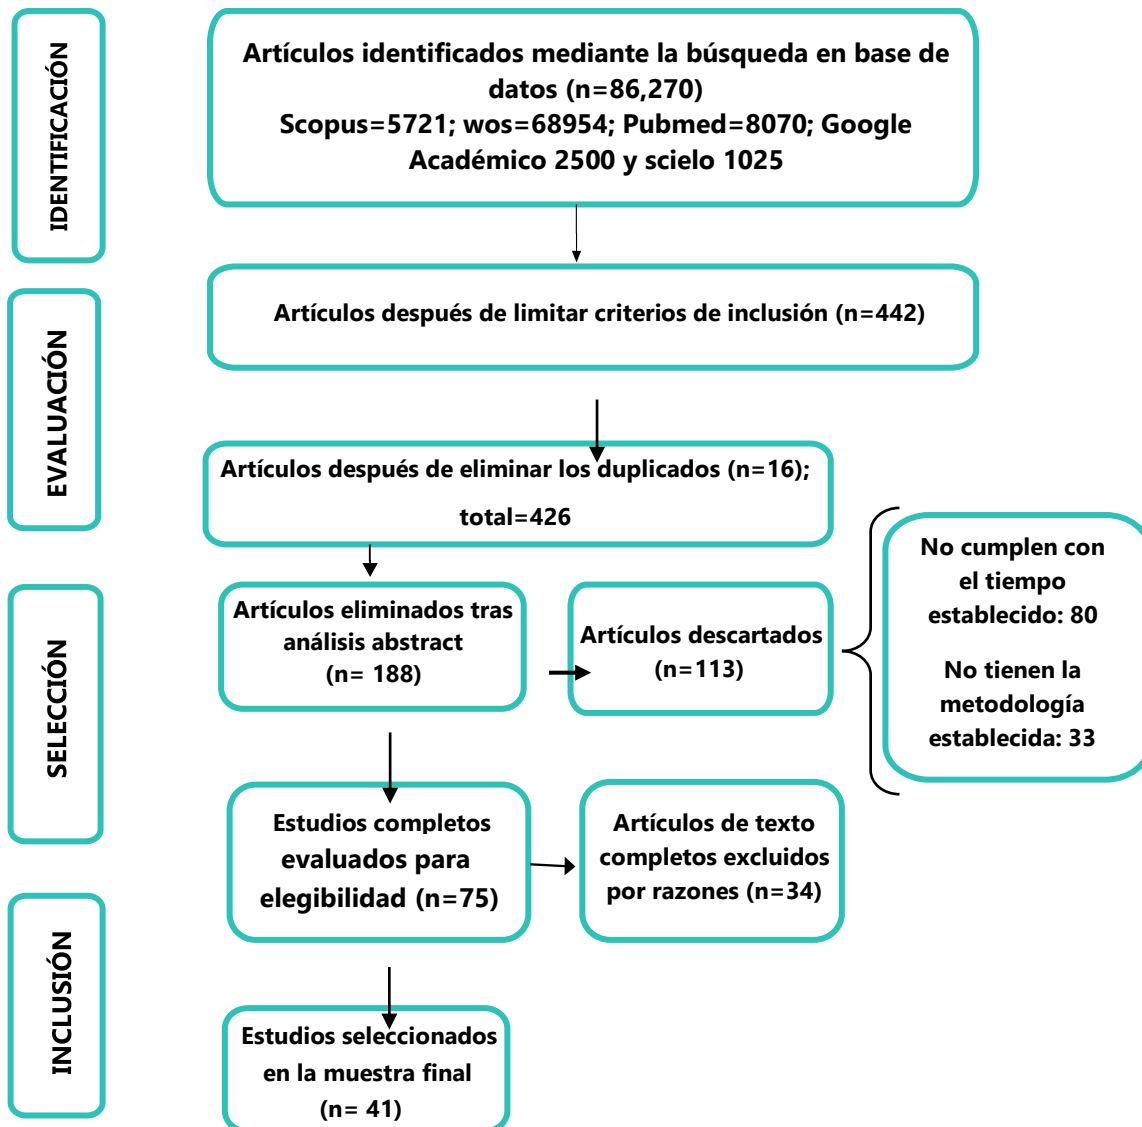 IDENTIFICACIÓN
Artículos identificados mediante la búsqueda en base de
datos (n=86,270)
Scopus=5721; wos=68954; Pubmed=8070; Google
Académico 2500 y scielo 1025
EVALUACIÓN
Artículos después de limitar criterios de inclusión (n=442)
Artículos después de eliminar los duplicados (n=16);
total=426
SELECCIÓN
Artículos eliminados tras
análisis abstract
(n= 188)
Artículos descartados
(n=113)
No cumplen con
el tiempo
establecido: 80
No tienen la
metodología
establecida: 33
Estudios completos
evaluados para
elegibilidad (n=75)
Artículos de texto
completos excluidos
por razones (n=34)
INCLUSIÓN
Estudios seleccionados
en la muestra final
(n= 41)